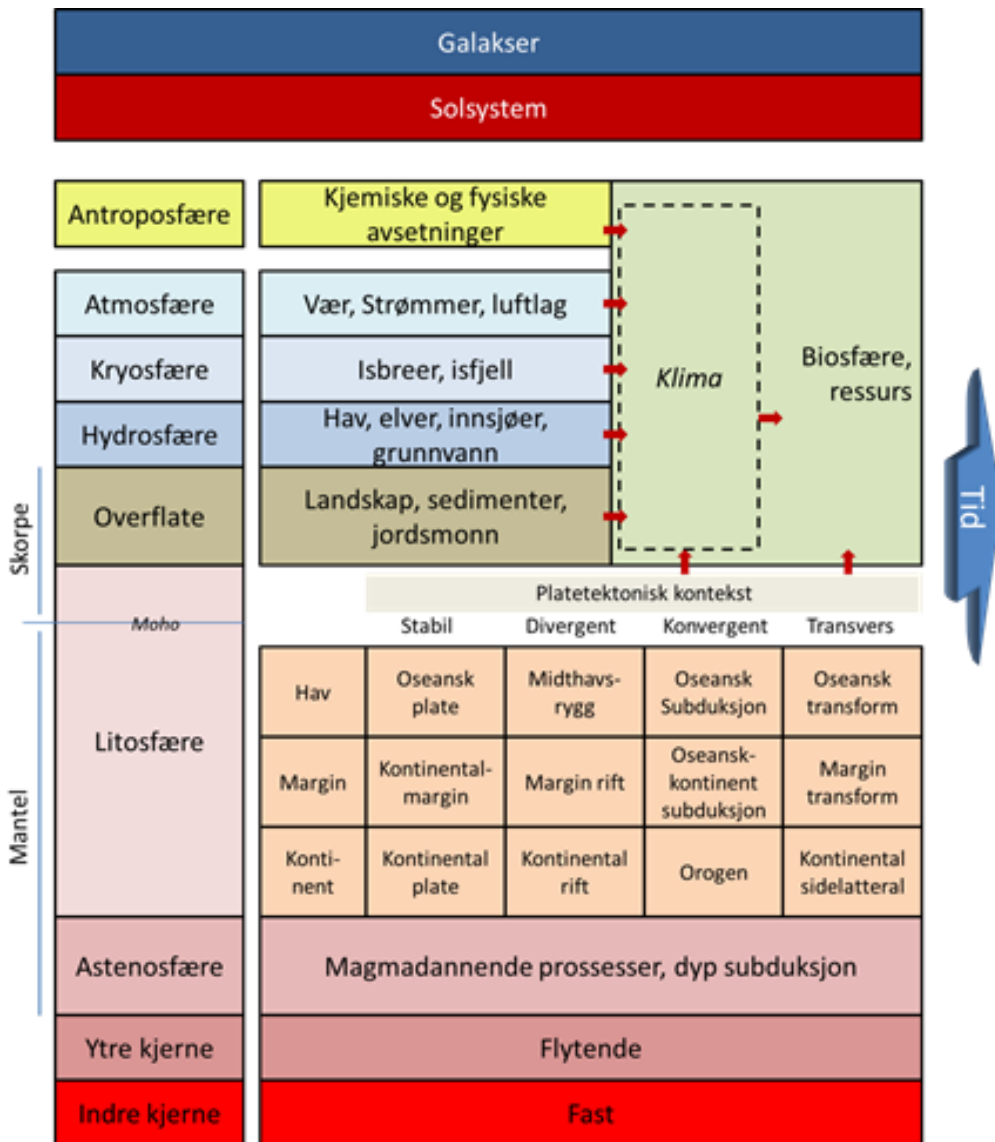 Galakser
Solsystem
Antroposfære
Kjemiske og fysiske
avsetninger
Atmosfære
Vær, Strømmer, luftlag
Kryosfære
Isbreer, isfjell
Hydrosfære
Hav, elver, innsjøer,
grunnvann
Overflate
Landskap, sedimenter,
jordsmonn
Klima
Biosfære,
ressurs
Tid
Skorpe
Mantel
Moho
Litosfære
Platetektonisk kontekst
Stabil
Divergent
Konvergent
Transvers
Hav
Oseansk
plate
Midthavs-
rygg
Oseansk
Subduksjon
Oseansk
transform
Margin
Kontinental-
margin
Margin rift
Oseansk-
kontinent
subduksjon
Margin
transform
Konti-
nent
Kontinental
plate
Kontinental
rift
Orogen
Kontinental
sidelatteral
Astenosfære
Magmadannende prossesser, dyp subduksjon
Ytre kjerne
Flytende
Indre kjerne
Fast